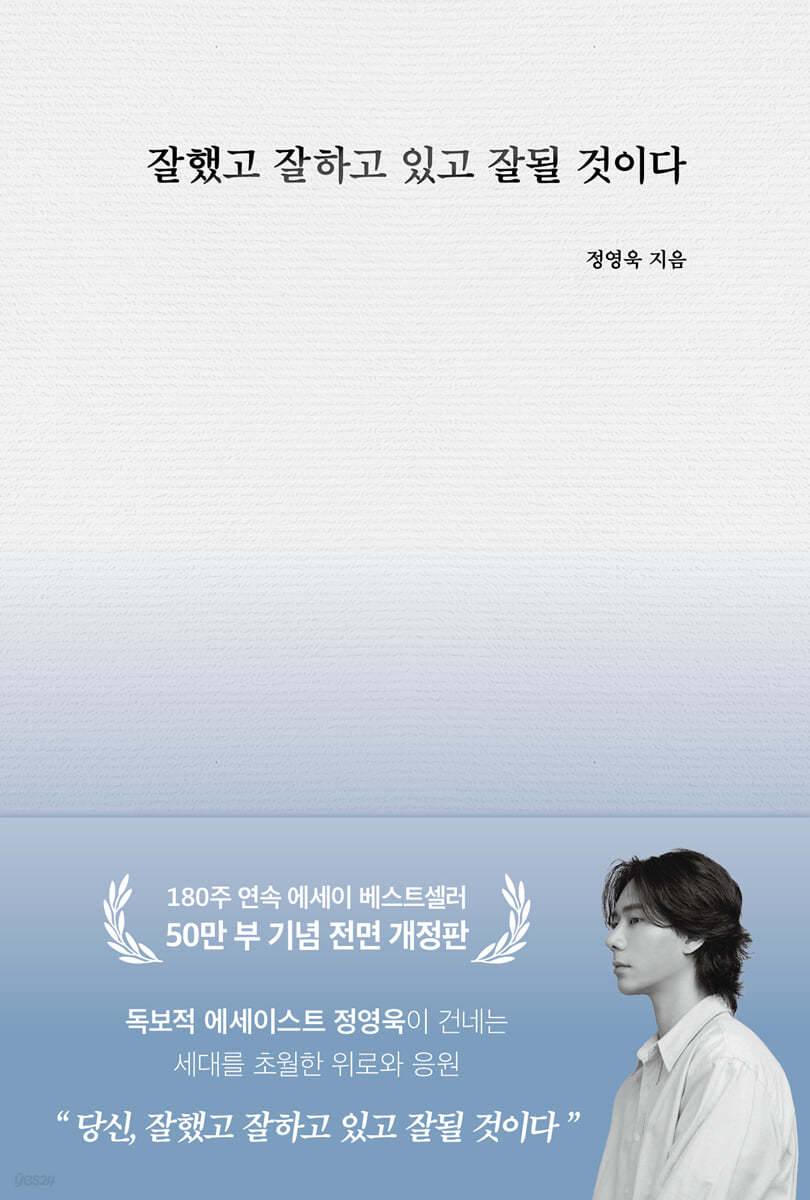 잘했고 잘하고 있고 잘될 것이다
정영욱 지음
180주 연속 에세이 베스트셀러
50만 부 기념 전면 개정판
독보적 에세이스트 정영욱이 건네는
세대를 초월한 위로와 응원
“ 당신, 잘했고 잘하고 있고 잘될 것이다 ”
yes24